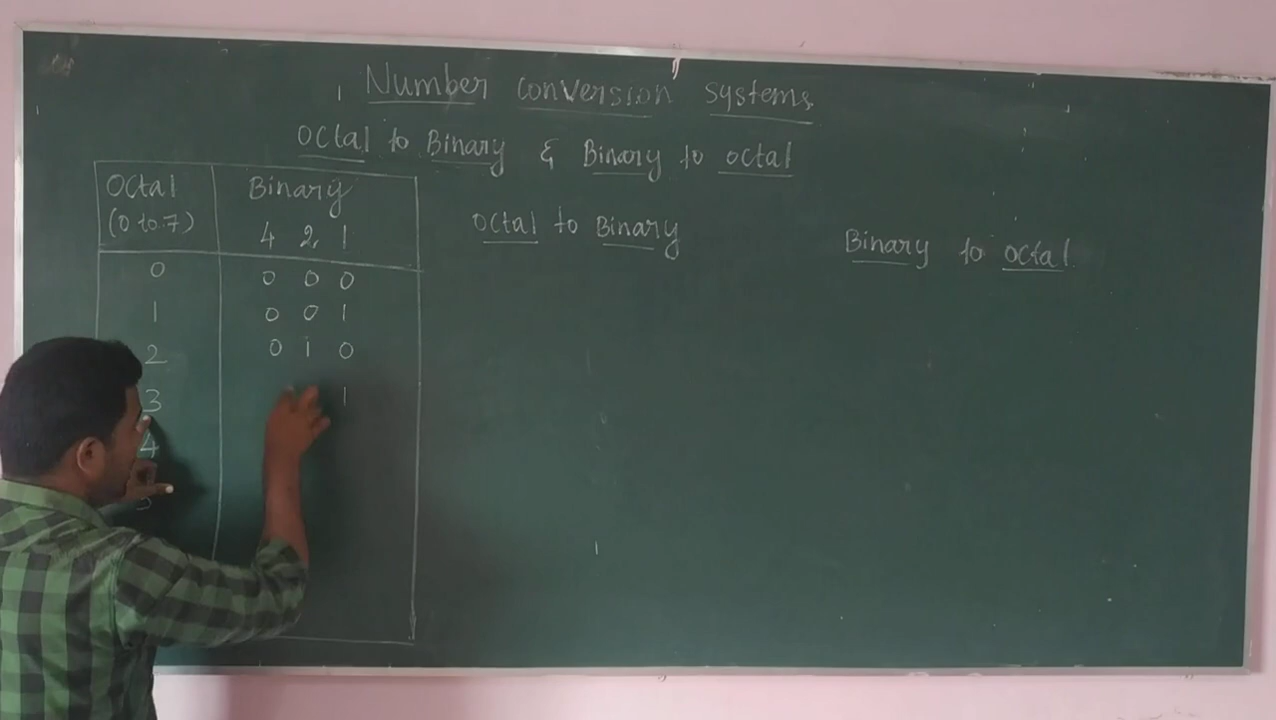 Number conversion systems
Octal to Binary & Binary to octal
Octal
(0 to 7)
Binary
4 2 1
0 0 0 0
1 0 0 1
2 0 1 0
3 1
4
5
Octal to Binary
Binary to octal